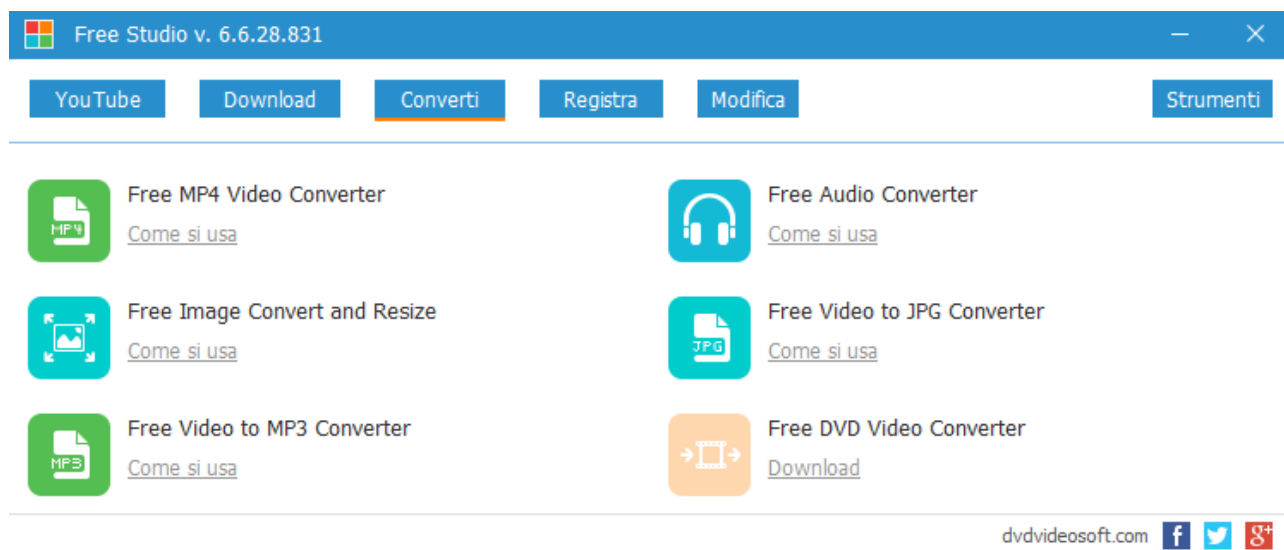 Free Studio v. 6.6.28.831
YouTube Download Converti Registra Modifica Strumenti
Free MP4 Video Converter
Come si usa
Free Audio Converter
Come si usa
MP4
Free Image Convert and Resize
Come si usa
Free Video to JPG Converter
Come si usa
JPG
Free Video to MP3 Converter
Come si usa
MP3
Free DVD Video Converter
Download
dvdvideosoft.com f g+